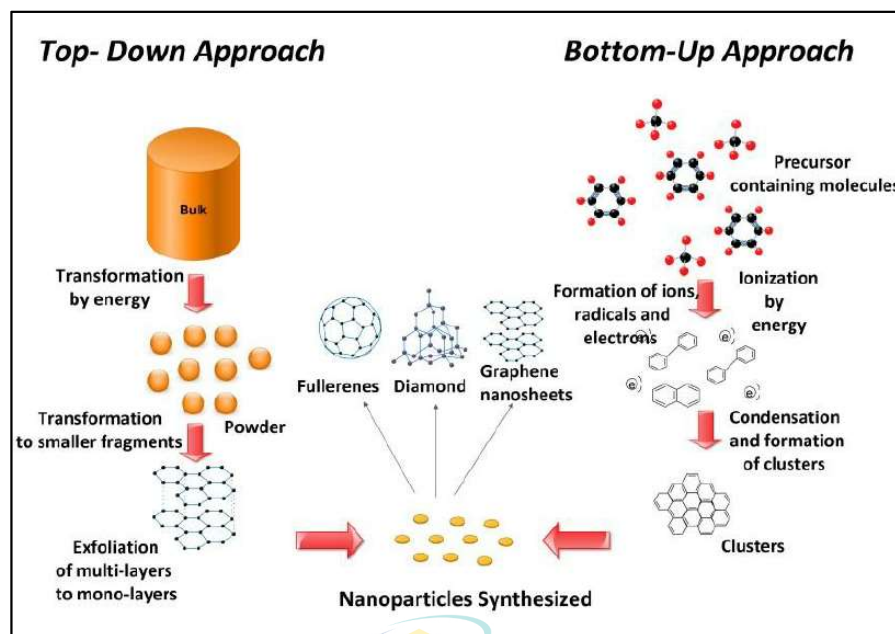 Top- Down Approach
Bottom-Up Approach
Bulk
Transformation
by energy
Powder
Transformation
to smaller fragments
Exfoliation
of multi-layers
to mono-layers
Fullerenes
Diamond
Graphene
nanosheets
Nanoparticles Synthesized
Precursor
containing molecules
Formation of ions,
radicals and
electrons
Ionization
by
energy
e
e
e
e
Condensation
and formation
of clusters
Clusters